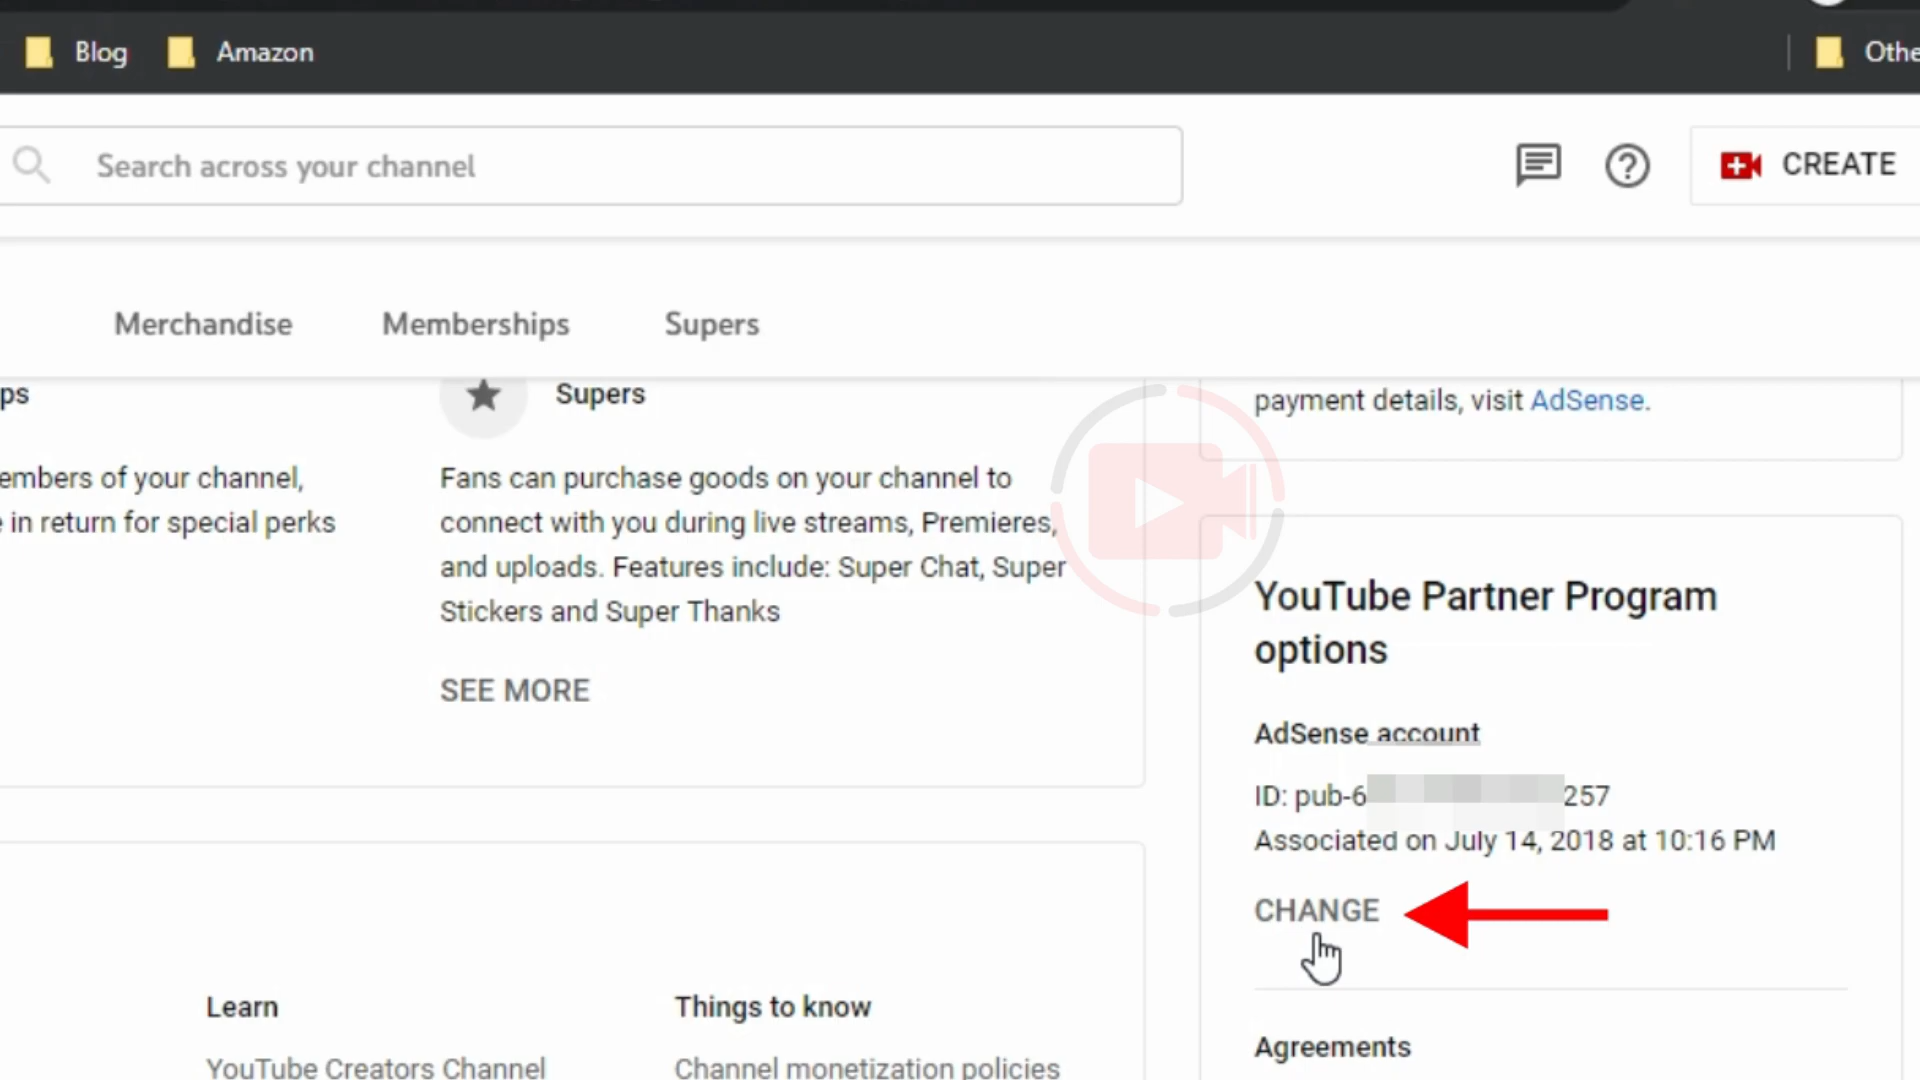 Blog
Amazon
Othe
Search across your channel
CREATE
Merchandise
Memberships
Supers
ps
embers of your channel,
e in return for special perks
Supers
Fans can purchase goods on your channel to
connect with you during live streams, Premieres,
and uploads. Features include: Super Chat, Super
Stickers and Super Thanks
SEE MORE
payment details, visit AdSense.
YouTube Partner Program
options
AdSense account
ID: pub-6 257
Associated on July 14, 2018 at 10:16 PM
CHANGE
Agreements
Learn
YouTube Creators Channel
Things to know
Channel monetization policies